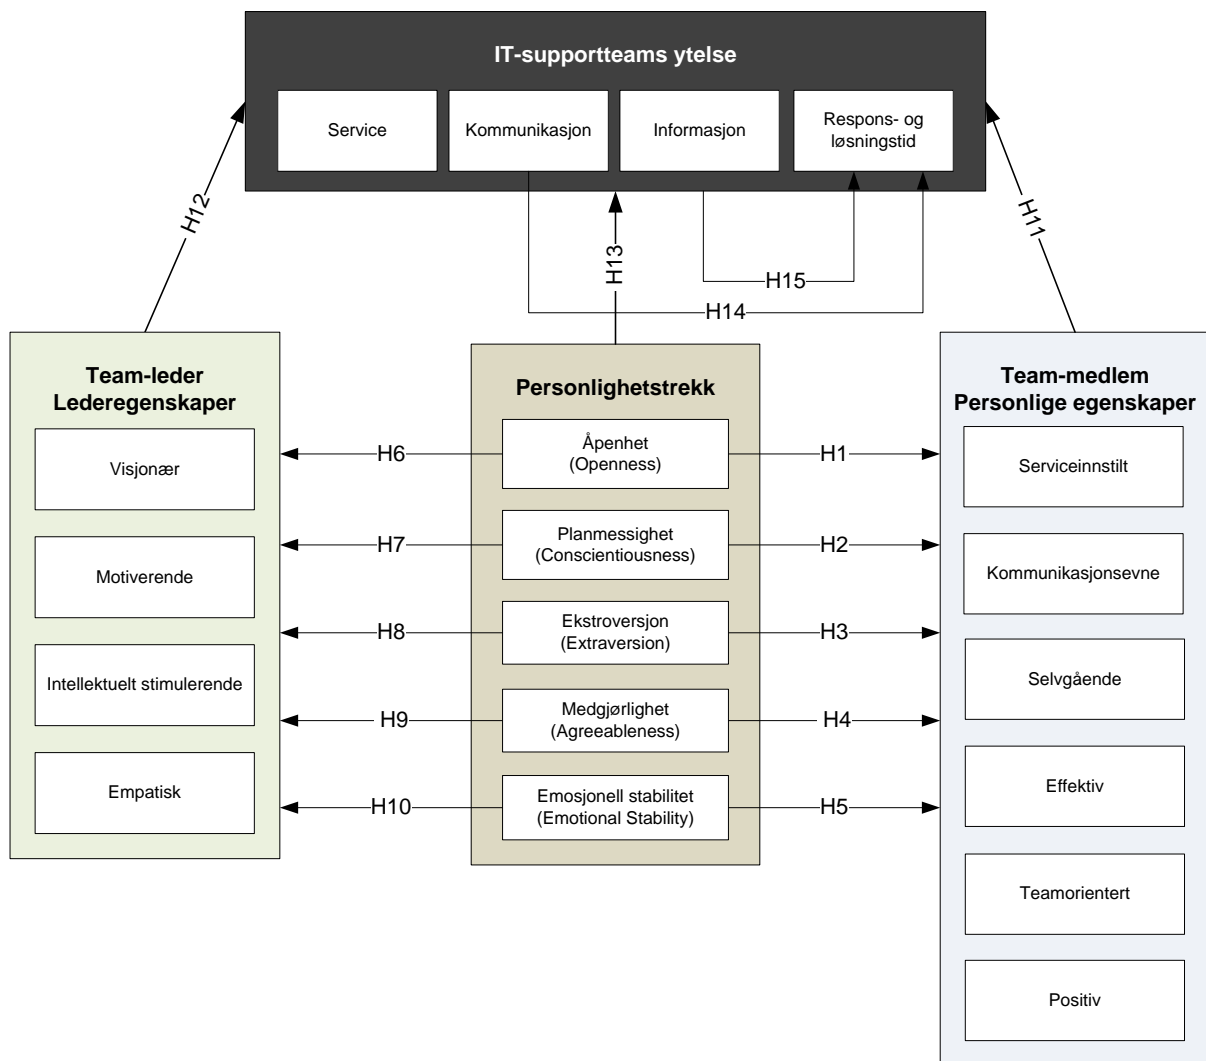 IT-supportteams ytelse
Service
Kommunikasjon
Informasjon
Respons- og
løsningstid
H12
H13
H11
H15
H14
Team-leder
Lederegenskaper
Visjonær
Motiverende
Intellektuelt stimulerende
Empatisk
H6
H7
H8
H9
H10
Personlighetstrekk
Åpenhet
(Openness)
Planmessighet
(Conscientiousness)
Ekstroversjon
(Extraversion)
Medgjørlighet
(Agreeableness)
Emosjonell stabilitet
(Emotional Stability)
H1
H2
H3
H4
H5
Team-medlem
Personlige egenskaper
Serviceinnstilt
Kommunikasjonsevne
Selvgående
Effektiv
Teamorientert
Positiv